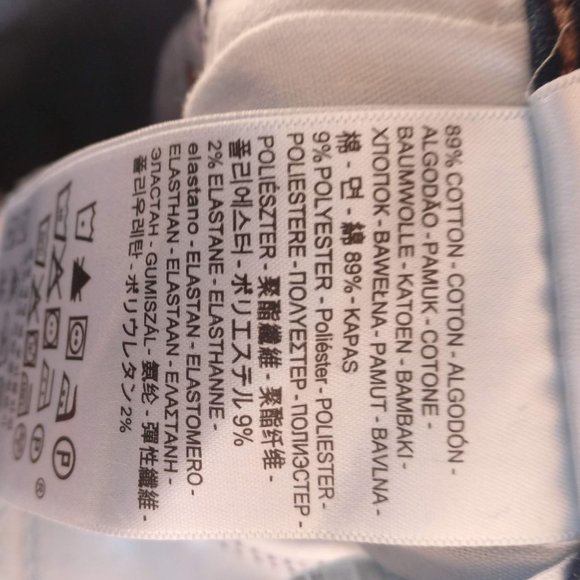 89% COTTON - COTON - ALGODÓN -
ALGODÃO - PAMUK - COTONE -
BAUMWOLLE - KATOEN - BAMBAKI -
ХЛОПОК - BAWEŁNA - PAMUT - BAVLNA -
棉 - 면 - 綿 89% - KAPAS
9% POLYESTER - Poliéster - POLIESTER -
POLIESTERE - ΠΟΛΥΕΣΤΕΡ - ПОЛИЭСТЕР -
POLIÉSZTER - 聚酯纖維 - 聚酯纤维 -
폴리에스터 - ポリエステル 9%
2% ELASTANE - ELASTHANNE -
elastano - ELASTAN - ELASTOMERO -
ELASTHAN - ELASTAAN - ΕΛΑΣΤΑΝΗ -
ЭЛАСТАН - GUMISZÁL - 氨纶 - 彈性纖維 -
폴리우레탄 - ポリウレタン 2%